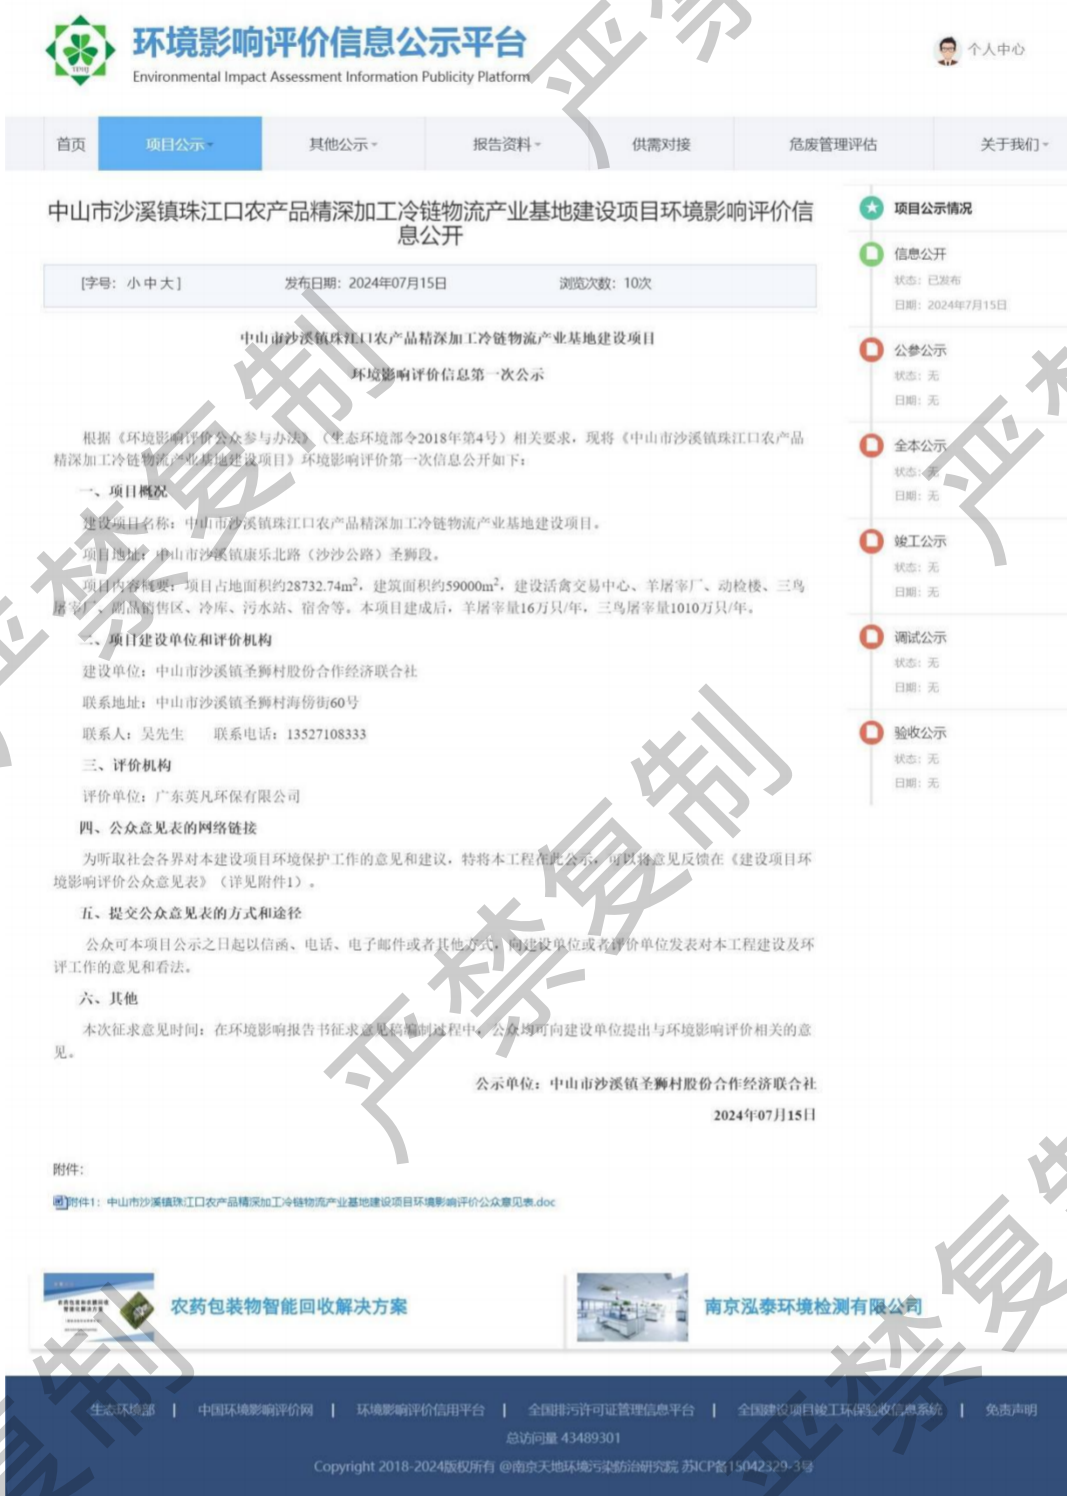 环境影响评价信息公示平台
Environmental Impact Assessment Information Publicity Platform
个人中心
首页 项目公示 其他公示 报告资料 供需对接 危废管理评估 关于我们
中山市沙溪镇珠江口农产品精深加工冷链物流产业基地建设项目环境影响评价信
息公开
[字号: 小 中 大] 发布日期: 2024年07月15日 浏览次数: 10次
中山市沙溪镇珠江口农产品精深加工冷链物流产业基地建设项目
环境影响评价信息第一次公示
根据《环境影响评价公众参与办法》（生态环境部令2018年第4号）相关要求，现将《中山市沙溪镇珠江口农产品
精深加工冷链物流产业基地建设项目》环境影响评价第一次信息公开如下：
一、项目概况
建设项目名称：中山市沙溪镇珠江口农产品精深加工冷链物流产业基地建设项目。
项目地址：中山市沙溪镇康乐北路（沙沙公路）圣狮段。
项目内容概要：项目占地面积约28732.74m²，建筑面积约59000m²，建设活禽交易中心、羊屠宰厂、动检楼、三鸟
屠宰厂、副品销售区、冷库、污水站、宿舍等。本项目建成后，羊屠宰量16万只/年，三鸟屠宰量1010万只/年。
二、项目建设单位和评价机构
建设单位：中山市沙溪镇圣狮村股份合作经济联合社
联系地址：中山市沙溪镇圣狮村海傍街60号
联系人：吴先生 联系电话：13527108333
三、评价机构
评价单位：广东英凡环保有限公司
四、公众意见表的网络链接
为听取社会各界对本建设项目环境保护工作的意见和建议，特将本工程在此公示，可以将意见反馈在《建设项目环
境影响评价公众意见表》（详见附件1）。
五、提交公众意见表的方式和途径
公众可本项目公示之日起以信函、电话、电子邮件或者其他方式，向建设单位或者评价单位发表对本工程建设及环
评工作的意见和看法。
六、其他
本次征求意见时间：在环境影响报告书征求意见稿编制过程中，公众均可向建设单位提出与环境影响评价相关的意
见。
公示单位：中山市沙溪镇圣狮村股份合作经济联合社
2024年07月15日
附件:
附件1: 中山市沙溪镇珠江口农产品精深加工冷链物流产业基地建设项目环境影响评价公众意见表.doc
项目公示情况
信息公开
状态: 已发布
日期: 2024年7月15日
公参公示
状态: 无
日期: 无
全本公示
状态: 无
日期: 无
竣工公示
状态: 无
日期: 无
调试公示
状态: 无
日期: 无
验收公示
状态: 无
日期: 无
农药包装物智能回收解决方案
南京泓泰环境检测有限公司
生态环境部 | 中国环境影响评价网 | 环境影响评价信用平台 | 全国排污许可证管理信息平台 | 全国建设项目竣工环保验收信息系统 | 免责声明
总访问量 43489301
Copyright 2018-2024版权所有 @南京天地环境污染防治研究院 苏ICP备15042329-3号
严禁复制